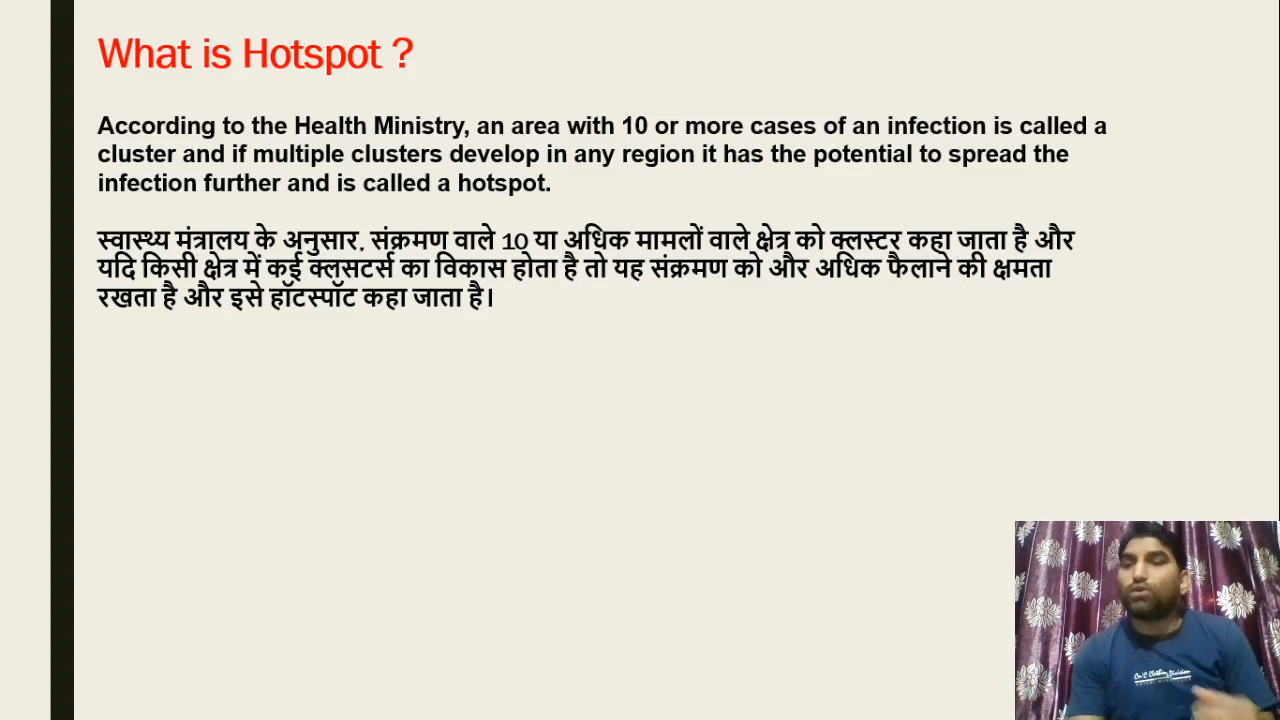 What is Hotspot ?
According to the Health Ministry, an area with 10 or more cases of an infection is called a
cluster and if multiple clusters develop in any region it has the potential to spread the
infection further and is called a hotspot.
स्वास्थ्य मंत्रालय के अनुसार, संक्रमण वाले 10 या अधिक मामलों वाले क्षेत्र को क्लस्टर कहा जाता है और
यदि किसी क्षेत्र में कई क्लसटर्स का विकास होता है तो यह संक्रमण को और अधिक फैलाने की क्षमता
रखता है और इसे हॉटस्पॉट कहा जाता है।